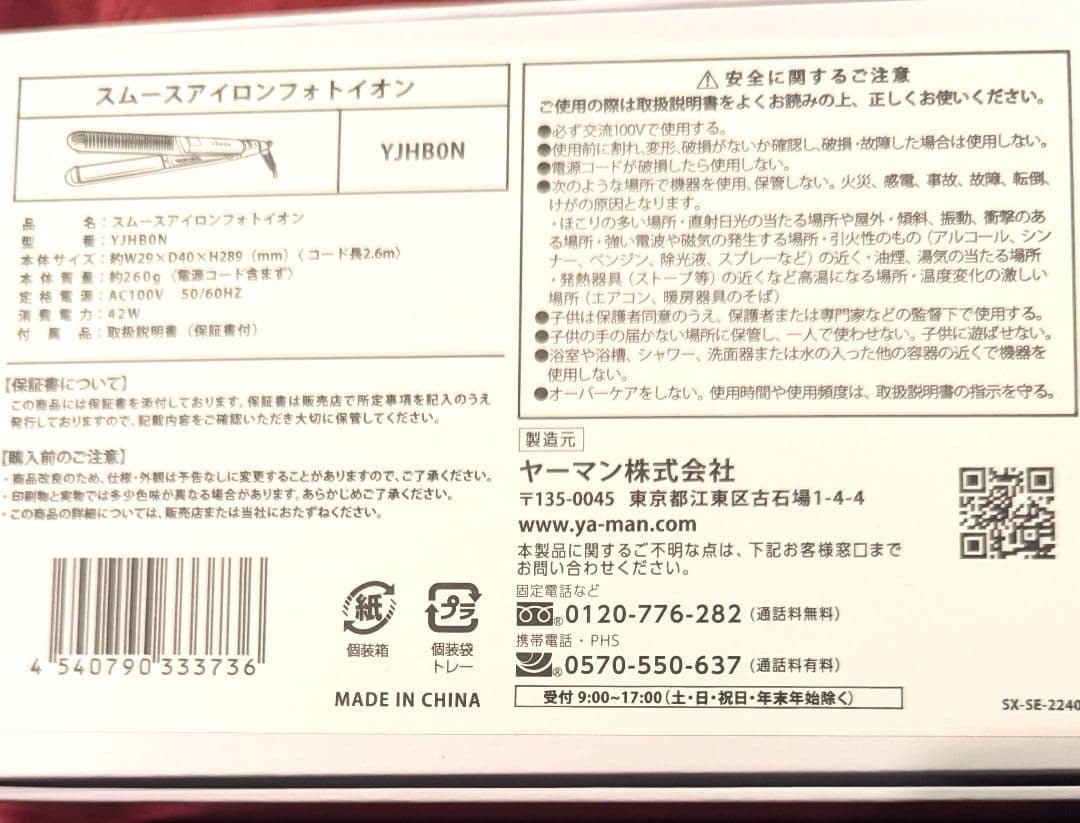 スムースアイロンフォトイオン
YJHB0N
品名：スムースアイロンフォトイオン
型番：YJHB0N
本体サイズ：約W29×D40×H289（mm）〈コード長2.6m〉
本体質量：約260g〈電源コード含まず〉
定格電源：AC100V 50/60HZ
消費電力：42W
付属品：取扱説明書（保証書付）
【保証書について】
この商品には保証書を添付しております。保証書は販売店で所定事項を記入のうえ
発行しておりますので、記載内容をご確認いただき大切に保管してください。
【購入前のご注意】
・商品改良のため、仕様・外観は予告なしに変更することがありますので、ご了承ください。
・印刷物と実物では多少色味が異なる場合があります。あらかじめご了承ください。
・この商品の詳細については、販売店または当社におたずねください。
4 540790 333736
紙
個装箱
プラ
個装袋
トレー
MADE IN CHINA
⚠安全に関するご注意
ご使用の際は取扱説明書をよくお読みの上、正しくお使いください。
●必ず交流100Vで使用する。
●使用前に割れ、変形、破損がないか確認し、破損・故障した場合は使用しない。
●電源コードが破損したら使用しない。
●次のような場所で機器を使用、保管しない。火災、感電、事故、故障、転倒、
けがの原因となります。
・ほこりの多い場所・直射日光の当たる場所や屋外・傾斜、振動、衝撃のあ
る場所・強い電波や磁気の発生する場所・引火性のもの（アルコール、シン
ナー、ベンジン、除光液、スプレーなど）の近く・油煙、湯気の当たる場所
・発熱器具（ストーブ等）の近くなど高温になる場所・温度変化の激しい
場所（エアコン、暖房器具のそば）
●子供は保護者同意のうえ、保護者または専門家などの監督下で使用する。
●子供の手の届かない場所に保管し、一人で使わせない。子供に遊ばせない。
●浴室や浴槽、シャワー、洗面器または水の入った他の容器の近くで機器を
使用しない。
●オーバーケアをしない。使用時間や使用頻度は、取扱説明書の指示を守る。
製造元
ヤーマン株式会社
〒135-0045 東京都江東区古石場1-4-4
www.ya-man.com
本製品に関するご不明な点は、下記お客様窓口まで
お問い合わせください。
固定電話など
®0120-776-282（通話料無料）
携帯電話・PHS
®0570-550-637（通話料有料）
受付 9:00~17:00（土・日・祝日・年末年始除く）
SX-SE-2240